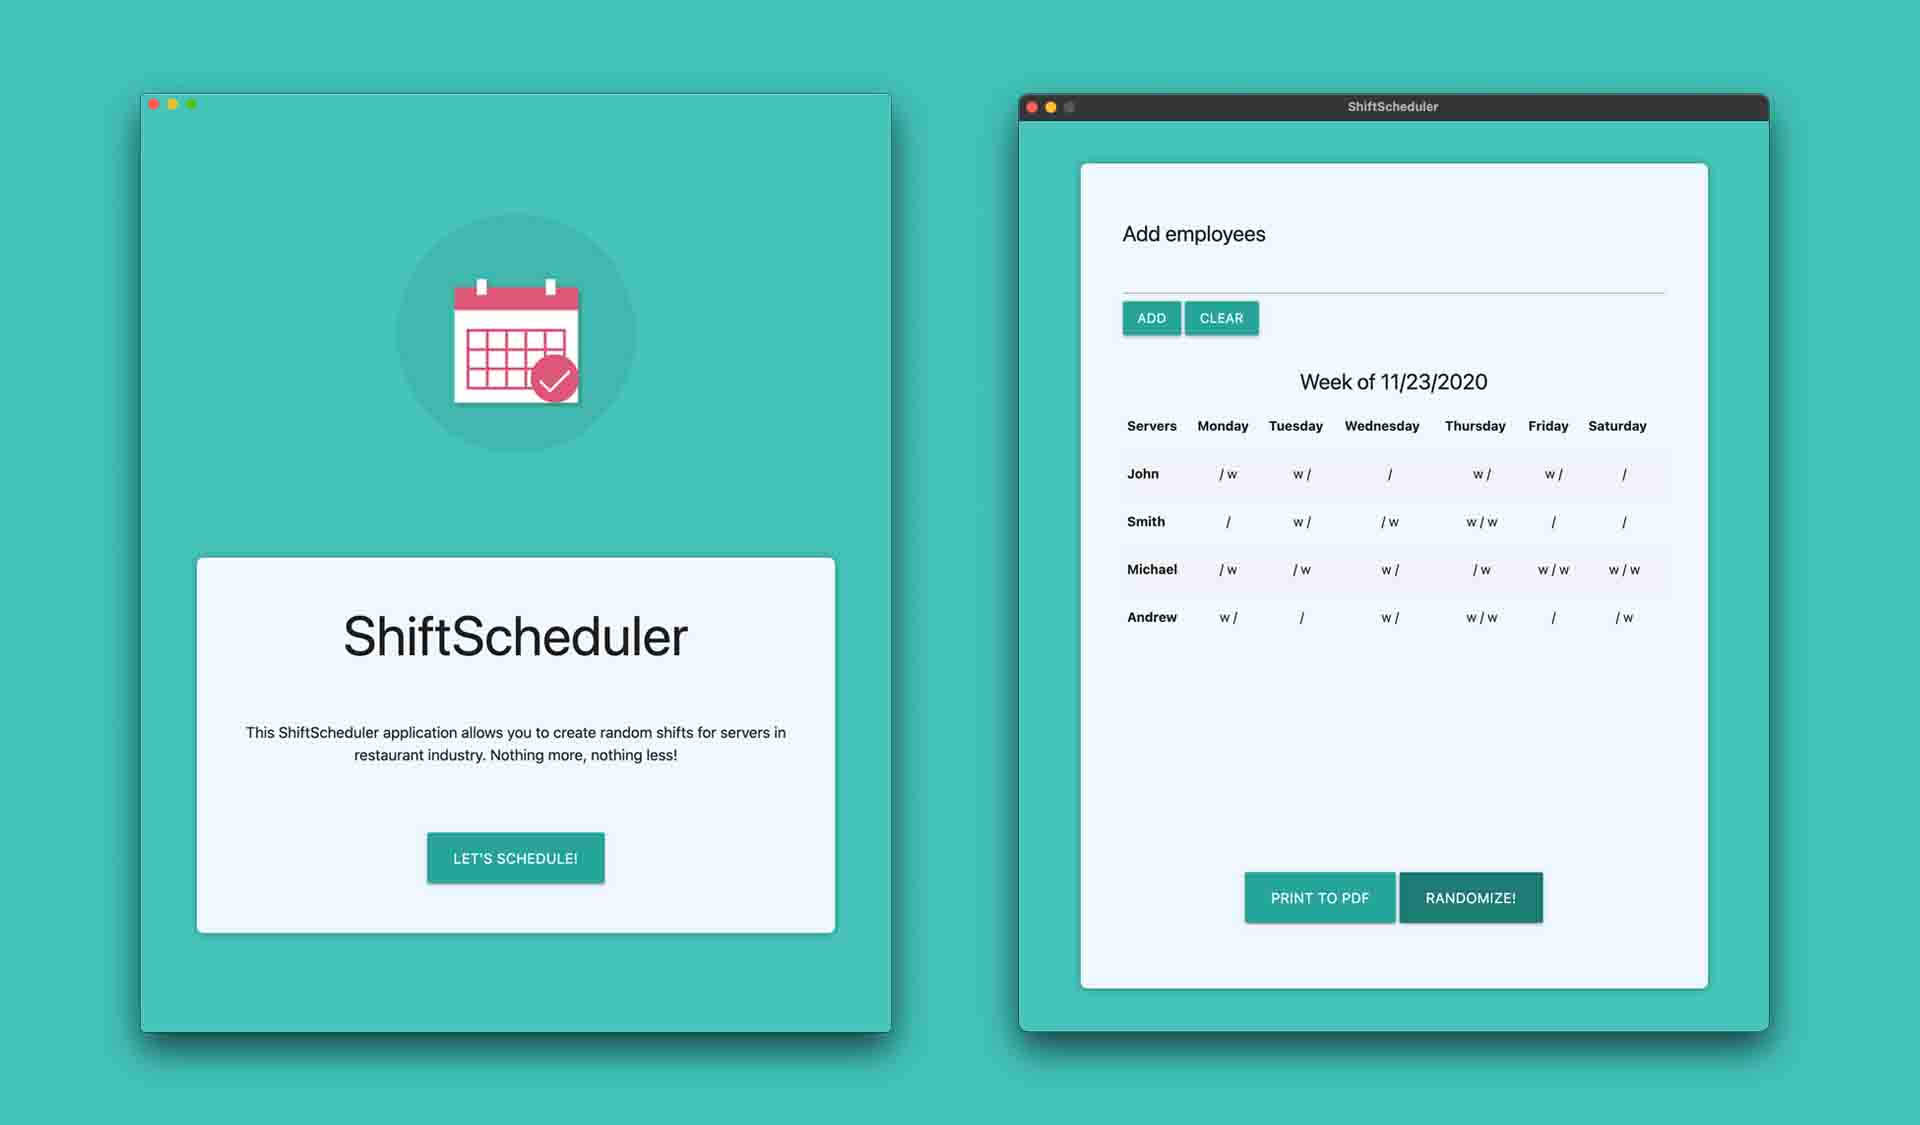 ShiftScheduler
This ShiftScheduler application allows you to create random shifts for servers in
restaurant industry. Nothing more, nothing less!
LET'S SCHEDULE!
ShiftScheduler
Add employees
ADD CLEAR
Week of 11/23/2020
Servers Monday Tuesday Wednesday Thursday Friday Saturday
John / w w / / w / w / /
Smith / w / / w w / w / /
Michael / w / w w / / w w / w w / w
Andrew w / / w / w / w / / w
PRINT TO PDF RANDOMIZE!